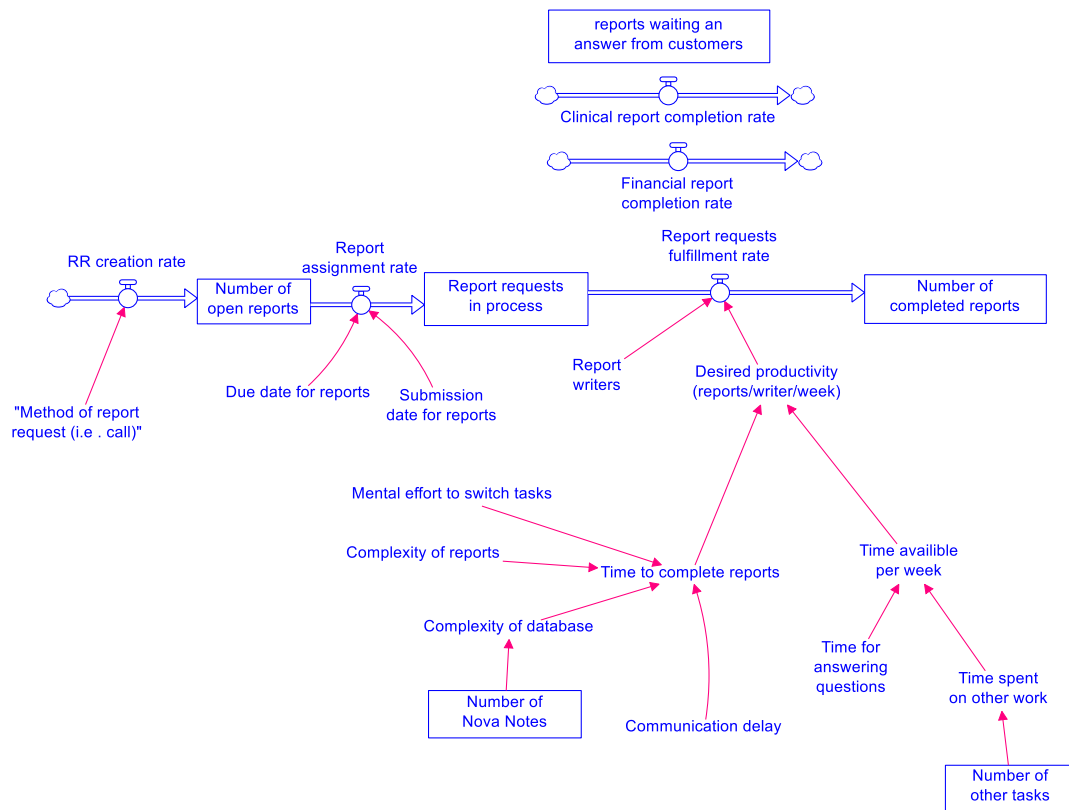 reports waiting an
answer from customers
Clinical report completion rate
Financial report
completion rate
Report requests
fulfillment rate
Report
assignment rate
RR creation rate
Number of
open reports
Report requests
in process
Number of
completed reports
Due date for reports
Submission
date for reports
Report
writers
Desired productivity
(reports/writer/week)
"Method of report
request (i.e . call)"
Mental effort to switch tasks
Complexity of reports
Time to complete reports
Time availible
per week
Complexity of database
Time for
answering
questions
Time spent
on other work
Number of
Nova Notes
Communication delay
Number of
other tasks